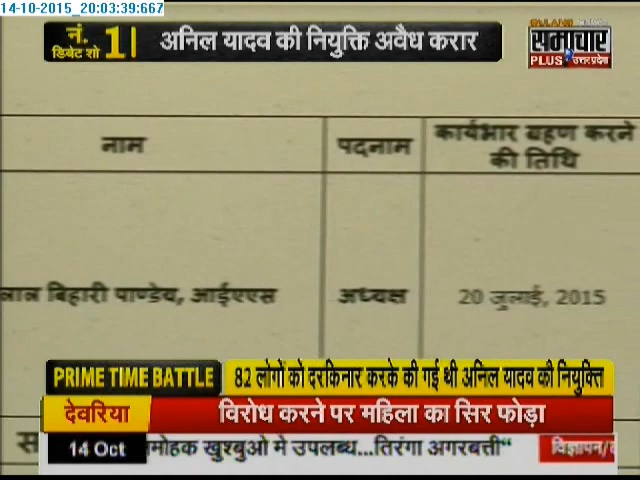 14-10-2015_20:03:39:667
नं. 1
डिबेट शो
अनिल यादव की नियुक्ति अवैध करार
समाचार
PLUS उत्तर प्रदेश
नाम
पदनाम
कार्यभार ग्रहण करने
की तिथि
लाल बिहारी पाण्डेय, आईएएस
अध्यक्ष
20 जुलाई, 2015
PRIME TIME BATTLE
82 लोगों को दरकिनार करके की गई थी अनिल यादव की नियुक्ति
देवरिया
विरोध करने पर महिला का सिर फोड़ा
14 Oct
मोहक खुश्बुओ मे उपलब्ध...तिरंगा अगरबत्ती"
विज्ञापन/